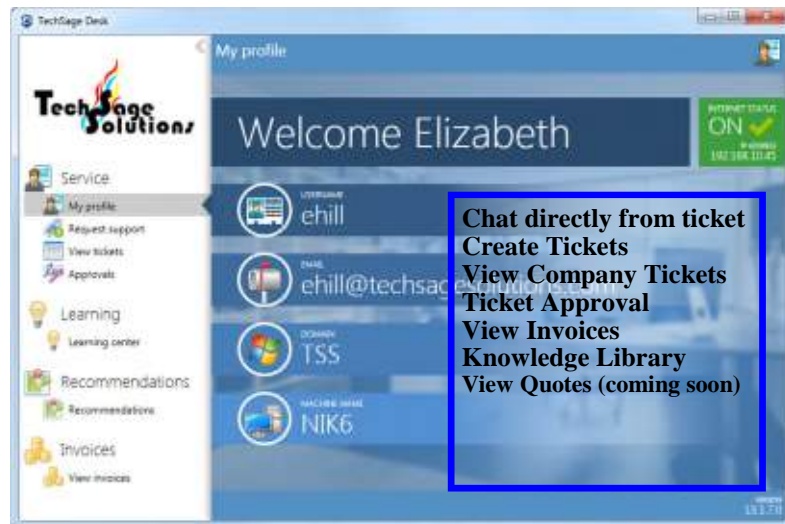 TechSage Desk
My profile
TechSage
Solutions
Welcome Elizabeth
INTERNET STATUS
ON
IP ADDRESS
192.168.10.45
Service
My profile
Request support
View tickets
Approvals
Learning
Learning center
Recommendations
Recommendations
Invoices
View invoices
USERNAME
ehill
EMAIL
ehill@techsagesolutions.com
DOMAIN
TSS
MACHINE NAME
NIK6
Chat directly from ticket
Create Tickets
View Company Tickets
Ticket Approval
View Invoices
Knowledge Library
View Quotes (coming soon)
VERSION